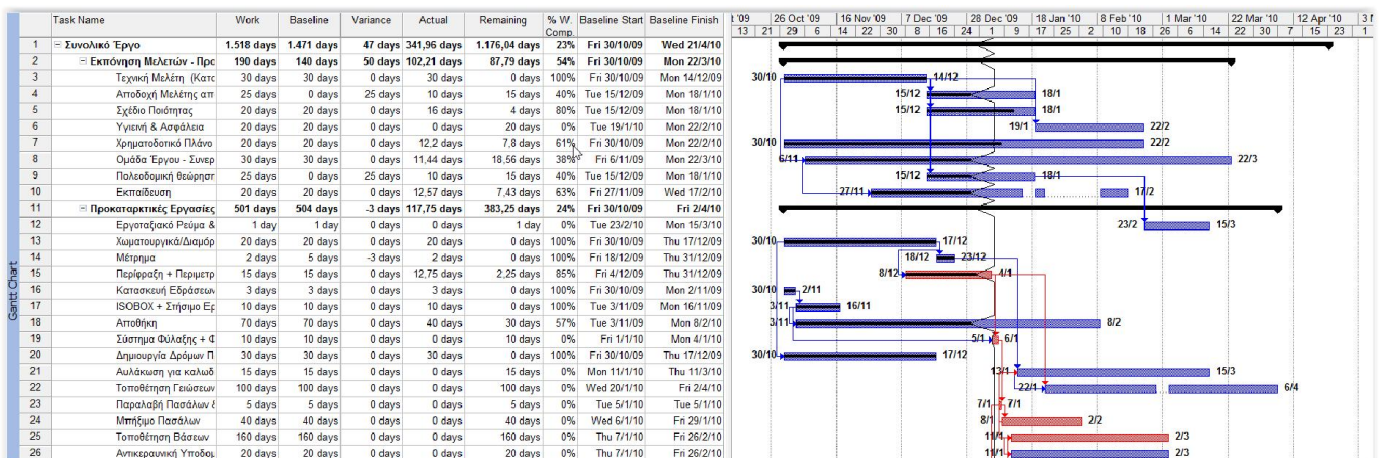 Task Name Work Baseline Variance Actual Remaining % W. Comp. Baseline Start Baseline Finish
t '09 26 Oct '09 16 Nov '09 7 Dec '09 28 Dec '09 18 Jan '10 8 Feb '10 1 Mar '10 22 Mar '10 12 Apr '10
13 21 29 6 14 22 30 8 16 24 1 9 17 25 2 10 18 26 6 14 22 30 7 15 23 1
1 Συνολικό Έργο 1.518 days 1.471 days 47 days 341,96 days 1.176,04 days 23% Fri 30/10/09 Wed 21/4/10
2 Εκπόνηση Μελετών - Προ 190 days 140 days 50 days 102,21 days 87,79 days 54% Fri 30/10/09 Mon 22/3/10
3 Τεχνική Μελέτη (Κατα 30 days 30 days 0 days 30 days 0 days 100% Fri 30/10/09 Mon 14/12/09 30/10 14/12
4 Αποδοχή Μελέτης απ 25 days 0 days 25 days 10 days 15 days 40% Tue 15/12/09 Mon 18/1/10 15/12 18/1
5 Σχέδιο Ποιότητας 20 days 20 days 0 days 16 days 4 days 80% Tue 15/12/09 Mon 18/1/10 15/12 18/1
6 Υγιεινή & Ασφάλεια 20 days 20 days 0 days 0 days 20 days 0% Tue 19/1/10 Mon 22/2/10 19/1 22/2
7 Χρηματοδοτικό Πλάνο 20 days 20 days 0 days 12,2 days 7,8 days 61% Fri 30/10/09 Mon 22/2/10 30/10 22/2
8 Ομάδα Έργου - Συνερ 30 days 30 days 0 days 11,44 days 18,56 days 38% Fri 6/11/09 Mon 22/3/10 6/11 22/3
9 Πολεοδομική θεώρησr 25 days 0 days 25 days 10 days 15 days 40% Tue 15/12/09 Mon 18/1/10 15/12 18/1
10 Εκπαίδευση 20 days 20 days 0 days 12,57 days 7,43 days 63% Fri 27/11/09 Wed 17/2/10 27/11 17/2
11 Προκαταρκτικές Εργασίες 501 days 504 days -3 days 117,75 days 383,25 days 24% Fri 30/10/09 Fri 2/4/10
12 Εργοταξιακό Ρεύμα & 1 day 1 day 0 days 0 days 1 day 0% Tue 23/2/10 Mon 15/3/10 23/2 15/3
13 Χωματουργικά/Διαμόρ 20 days 20 days 0 days 20 days 0 days 100% Fri 30/10/09 Thu 17/12/09 30/10 17/12
14 Μέτρημα 2 days 5 days -3 days 2 days 0 days 100% Fri 18/12/09 Thu 31/12/09 18/12 23/12
15 Περίφραξη + Περιμετρ 15 days 15 days 0 days 12,75 days 2,25 days 85% Fri 4/12/09 Thu 31/12/09 8/12 4/1
16 Κατασκευή Εδράσεων 3 days 3 days 0 days 3 days 0 days 100% Fri 30/10/09 Mon 2/11/09 30/10 2/11
17 ISOBOX + Στήσιμο Ερ 10 days 10 days 0 days 10 days 0 days 100% Tue 3/11/09 Mon 16/11/09 3/11 16/11
18 Αποθήκη 70 days 70 days 0 days 40 days 30 days 57% Tue 3/11/09 Mon 8/2/10 3/11 8/2
19 Σύστημα Φύλαξης + Φ 10 days 10 days 0 days 0 days 10 days 0% Fri 1/1/10 Mon 4/1/10 5/1 6/1
20 Δημιουργία Δρόμων Π 30 days 30 days 0 days 30 days 0 days 100% Fri 30/10/09 Thu 17/12/09 30/10 17/12
21 Αυλάκωση για καλωδ 15 days 15 days 0 days 0 days 15 days 0% Mon 11/1/10 Thu 11/3/10 13/1 15/3
22 Τοποθέτηση Γειώσεων 100 days 100 days 0 days 0 days 100 days 0% Wed 20/1/10 Fri 2/4/10 22/1 6/4
23 Παραλαβή Πασάλων & 5 days 5 days 0 days 0 days 5 days 0% Tue 5/1/10 Tue 5/1/10 7/1 7/1
24 Μπήξιμο Πασάλων 40 days 40 days 0 days 0 days 40 days 0% Wed 6/1/10 Fri 29/1/10 8/1 2/2
25 Τοποθέτηση Βάσεων 160 days 160 days 0 days 0 days 160 days 0% Thu 7/1/10 Fri 26/2/10 11/1 2/3
26 Αντικεραυνική Υποδομ 20 days 20 days 0 days 0 days 20 days 0% Thu 7/1/10 Fri 26/2/10 11/1 2/3
Gantt Chart